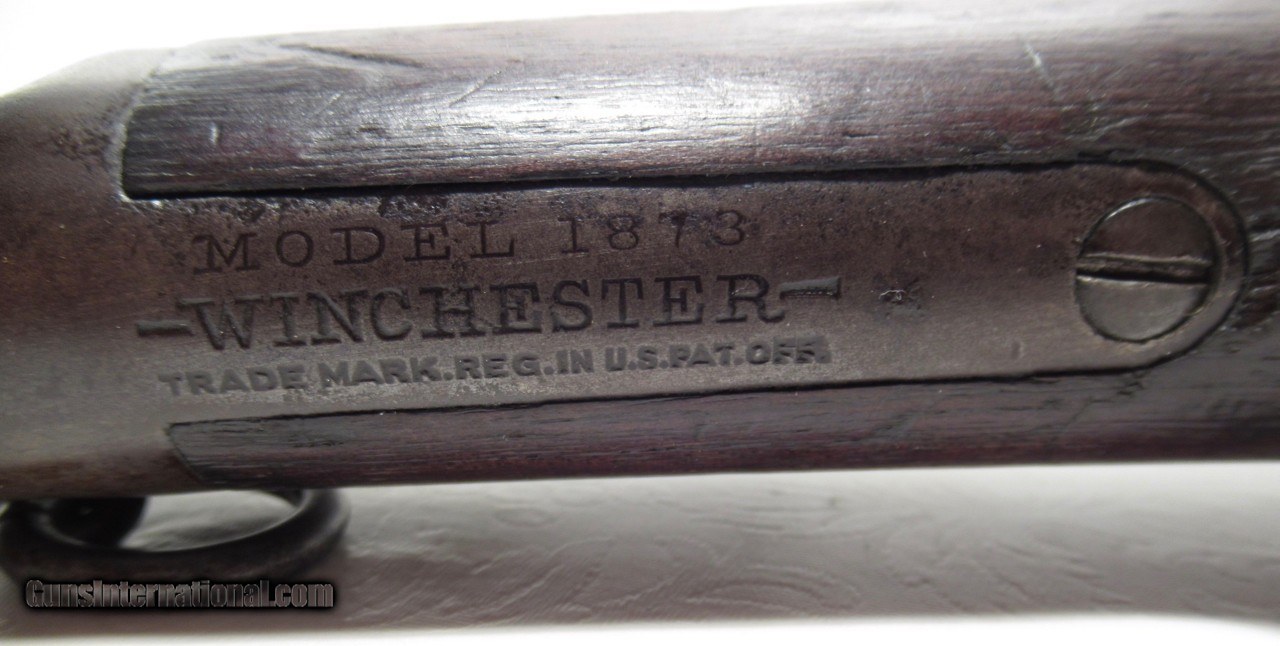 MODEL 1873
-WINCHESTER-
TRADE MARK.REG.IN U.S.PAT.OFF.
GunsInternational.com